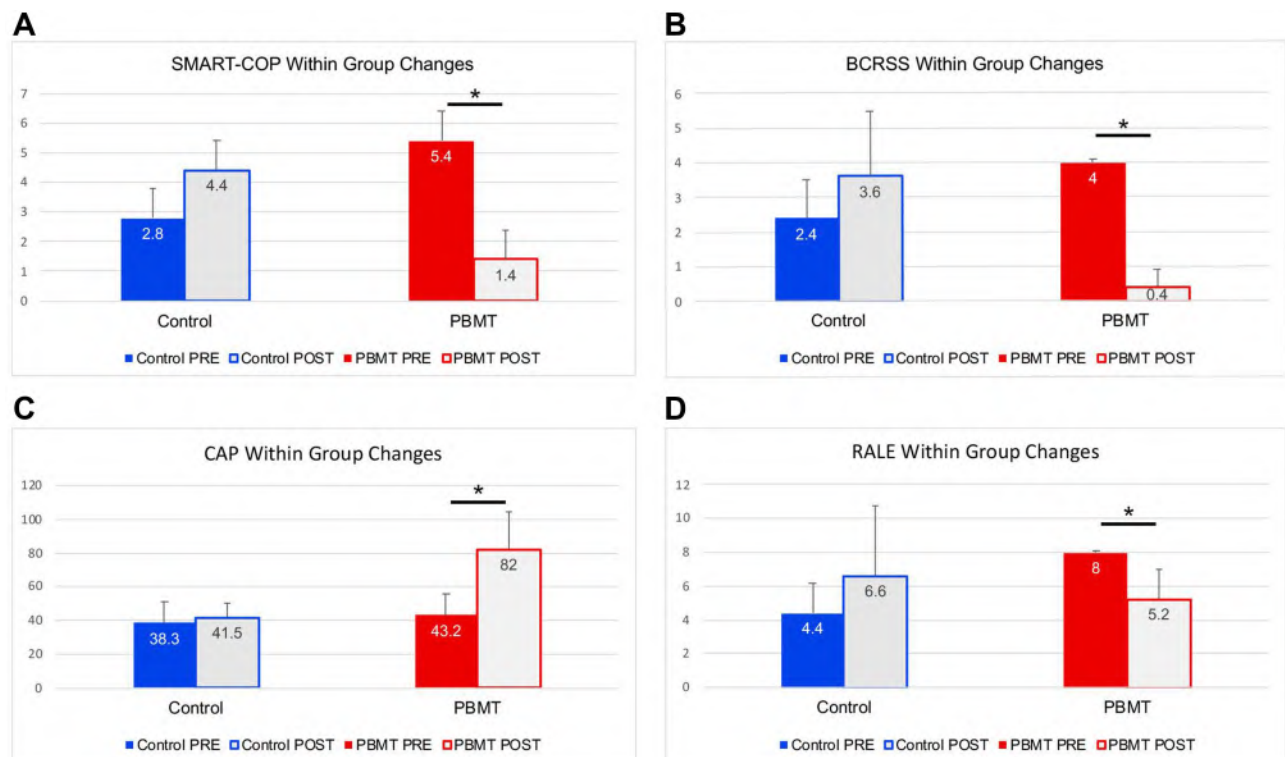 A
SMART-COP Within Group Changes
7
6
5
4
3
2
1
0
2.8
4.4
*
5.4
1.4
Control
PBMT
Control PRE Control POST PBMT PRE PBMT POST
B
BCRSS Within Group Changes
6
5
4
3
2
1
0
2.4
3.6
*
4
0.4
Control
PBMT
Control PRE Control POST PBMT PRE PBMT POST
C
CAP Within Group Changes
120
100
80
60
40
20
0
38.3
41.5
*
43.2
82
Control
PBMT
Control PRE Control POST PBMT PRE PBMT POST
D
RALE Within Group Changes
12
10
8
6
4
2
0
4.4
6.6
*
8
5.2
Control
PBMT
Control PRE Control POST PBMT PRE PBMT POST